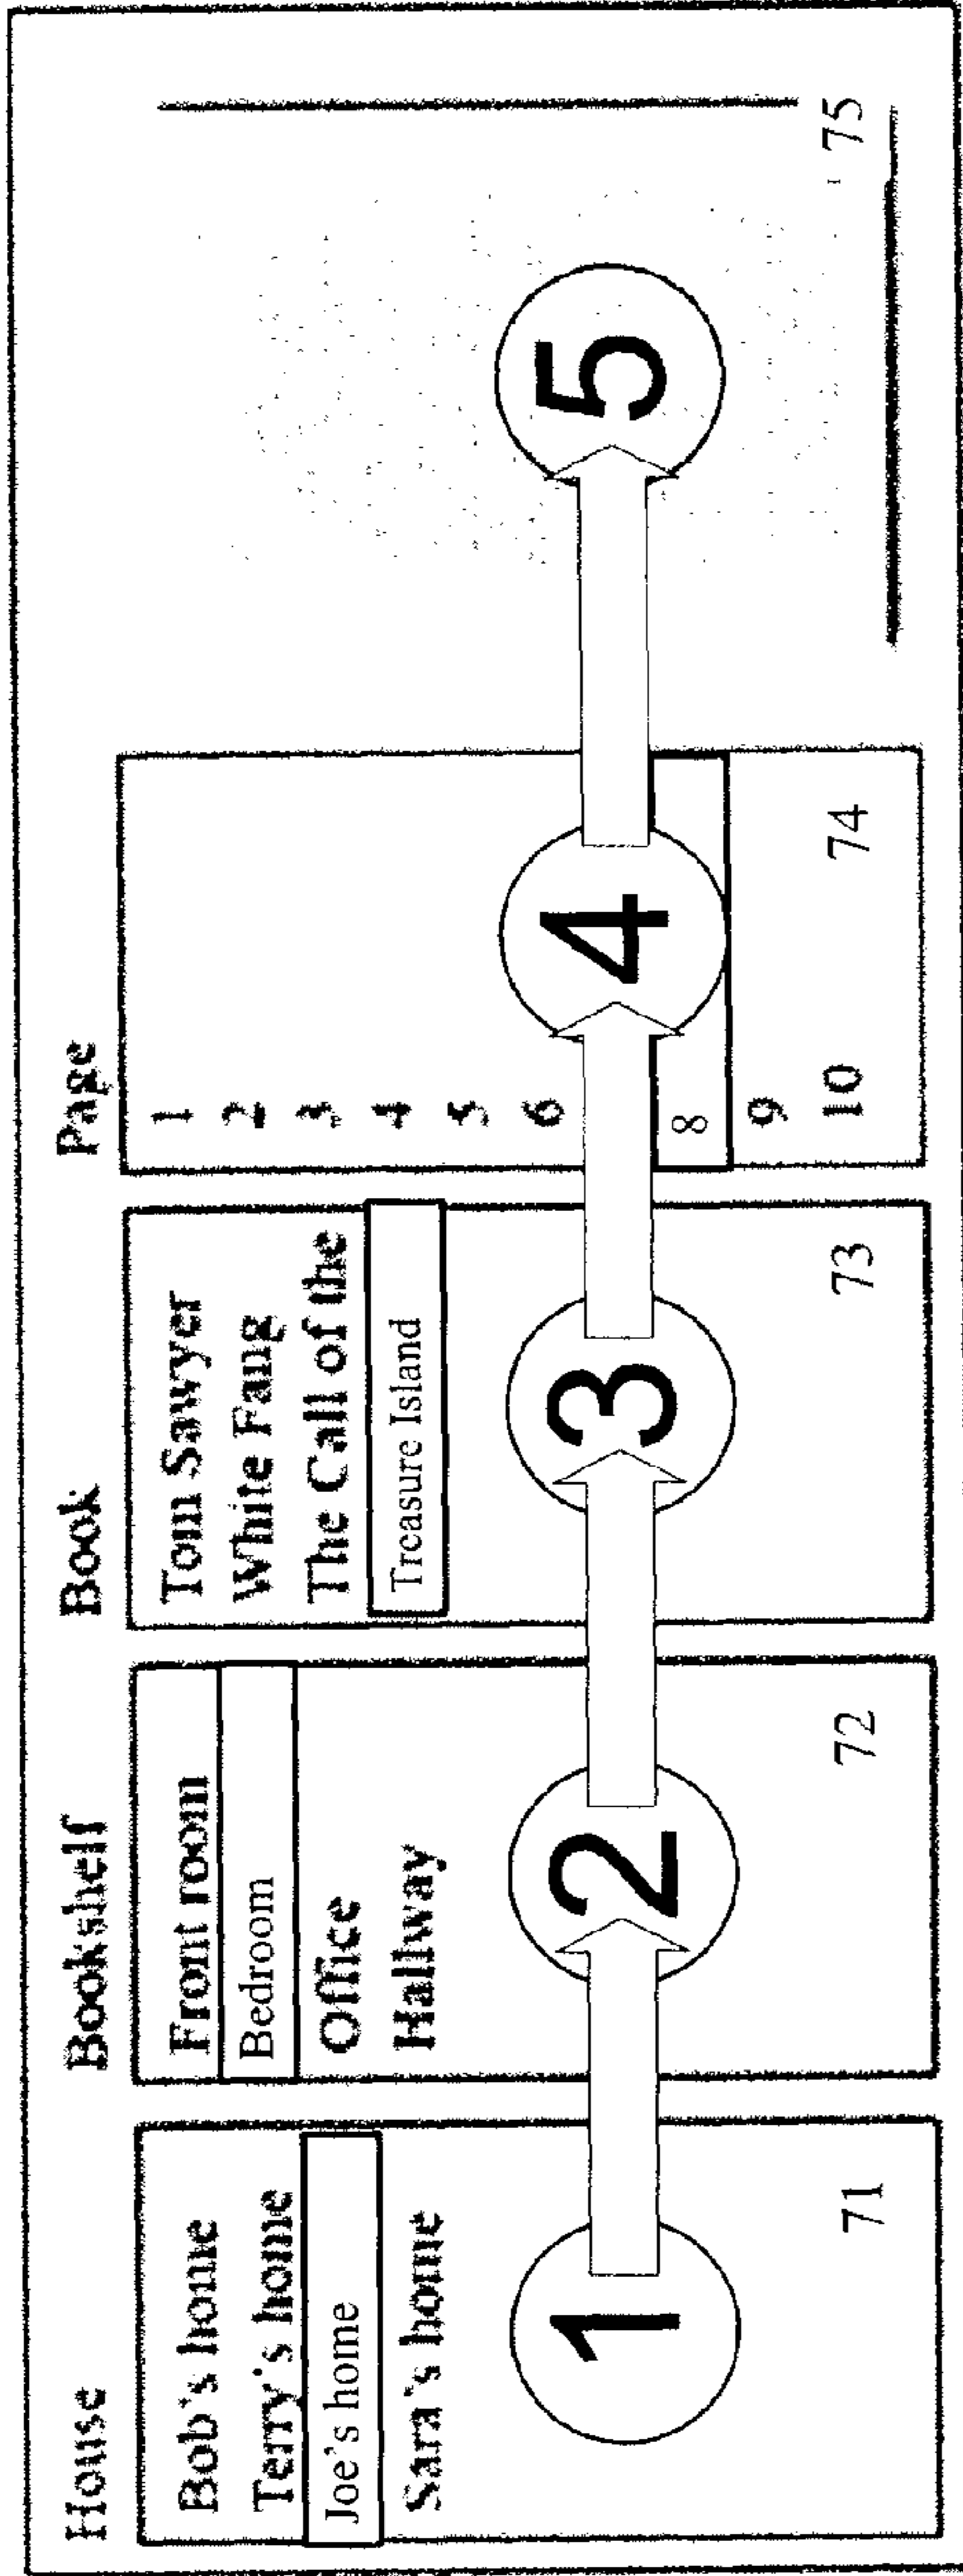 House
Bob's home
Terry's home
Joe's home
Sara's home
1
71
Bookshelf
Front room
Bedroom
Office
Hallway
2
72
Book
Tom Sawyer
White Fang
The Call of the
Treasure Island
3
73
Page
1
2
3
4
5
6
8
9
10
4
74
5
75